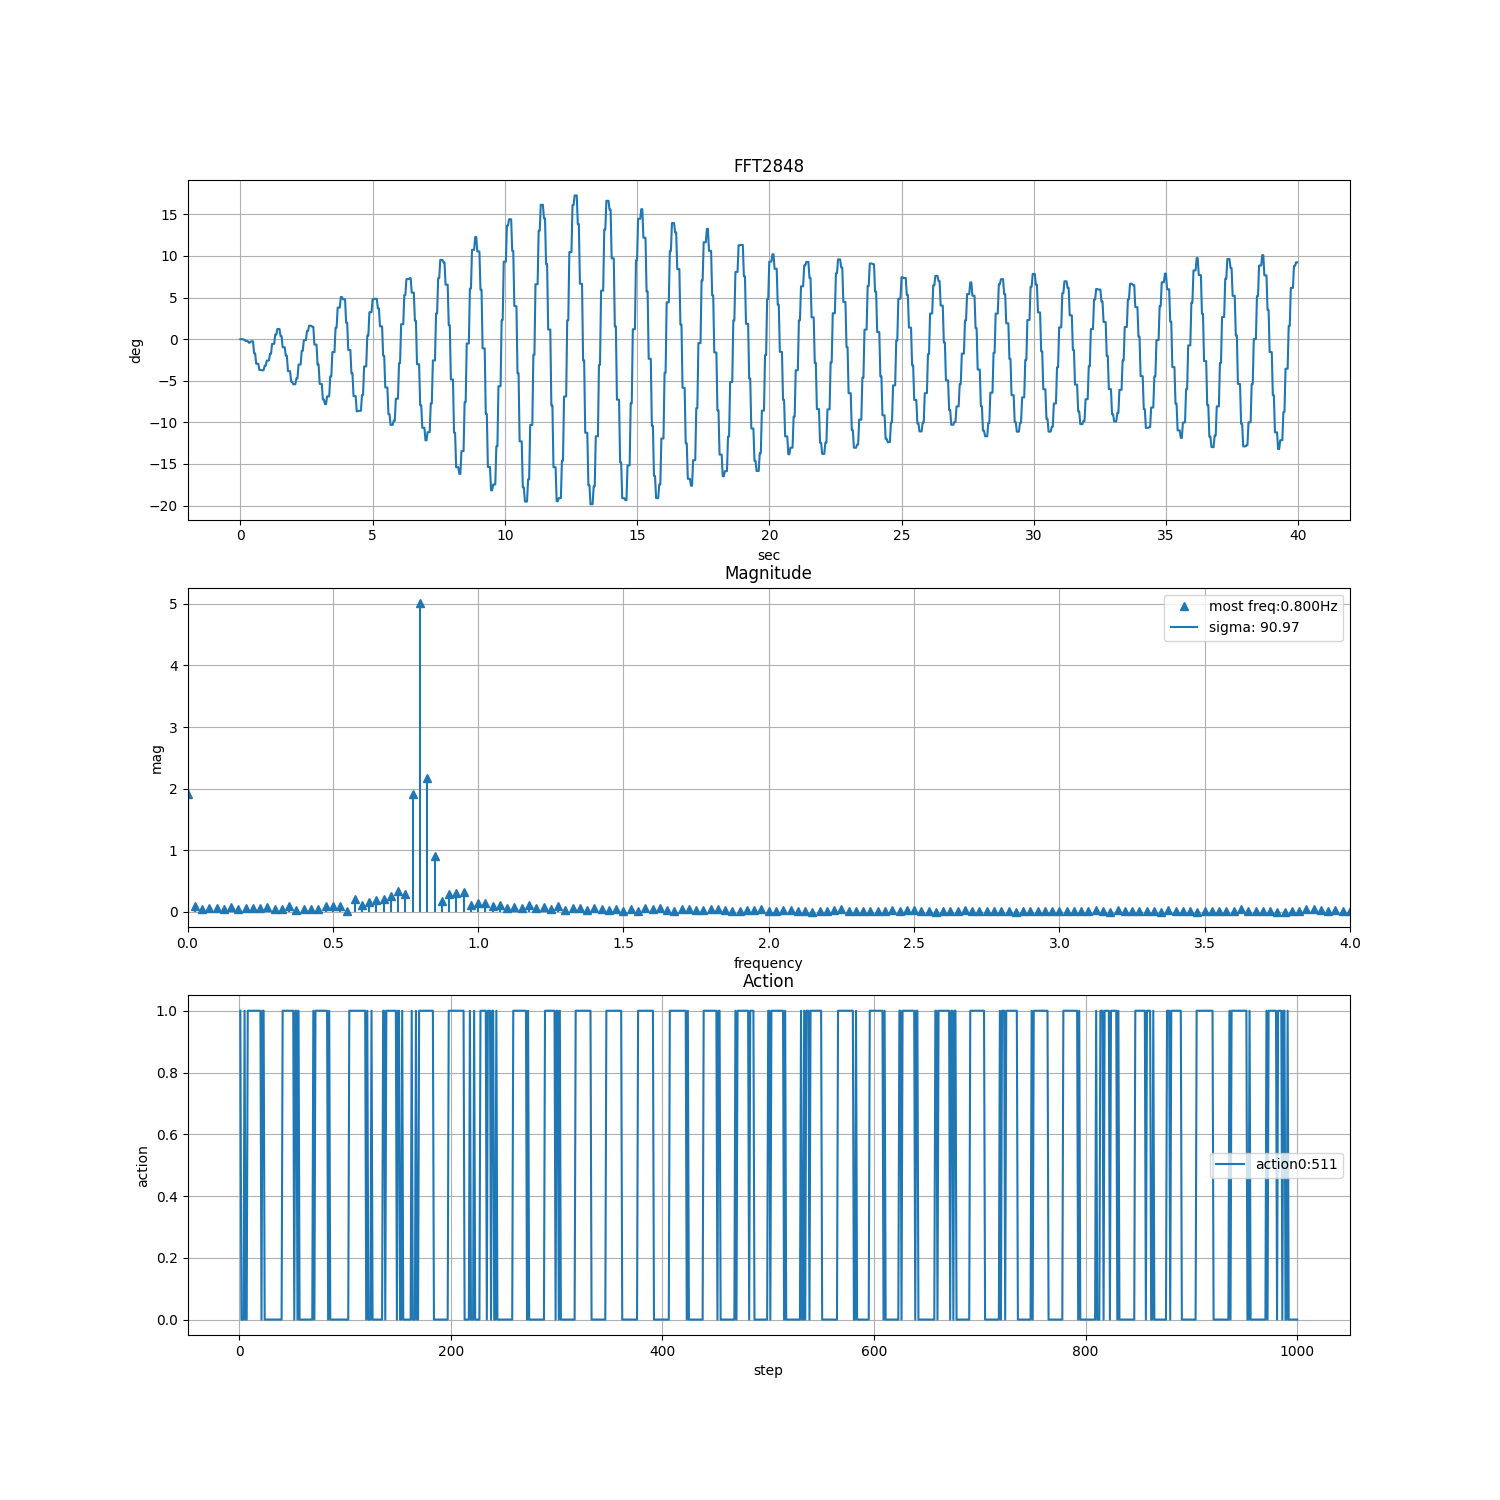 FFT2848
15
10
5
0
−5
−10
−15
−20
deg
0 5 10 15 20 25 30 35 40
sec
Magnitude
5
4
3
2
1
0
mag
most freq:0.800Hz
sigma: 90.97
0.0 0.5 1.0 1.5 2.0 2.5 3.0 3.5 4.0
frequency
Action
1.0
0.8
0.6
0.4
0.2
0.0
action
action0:511
0 200 400 600 800 1000
step